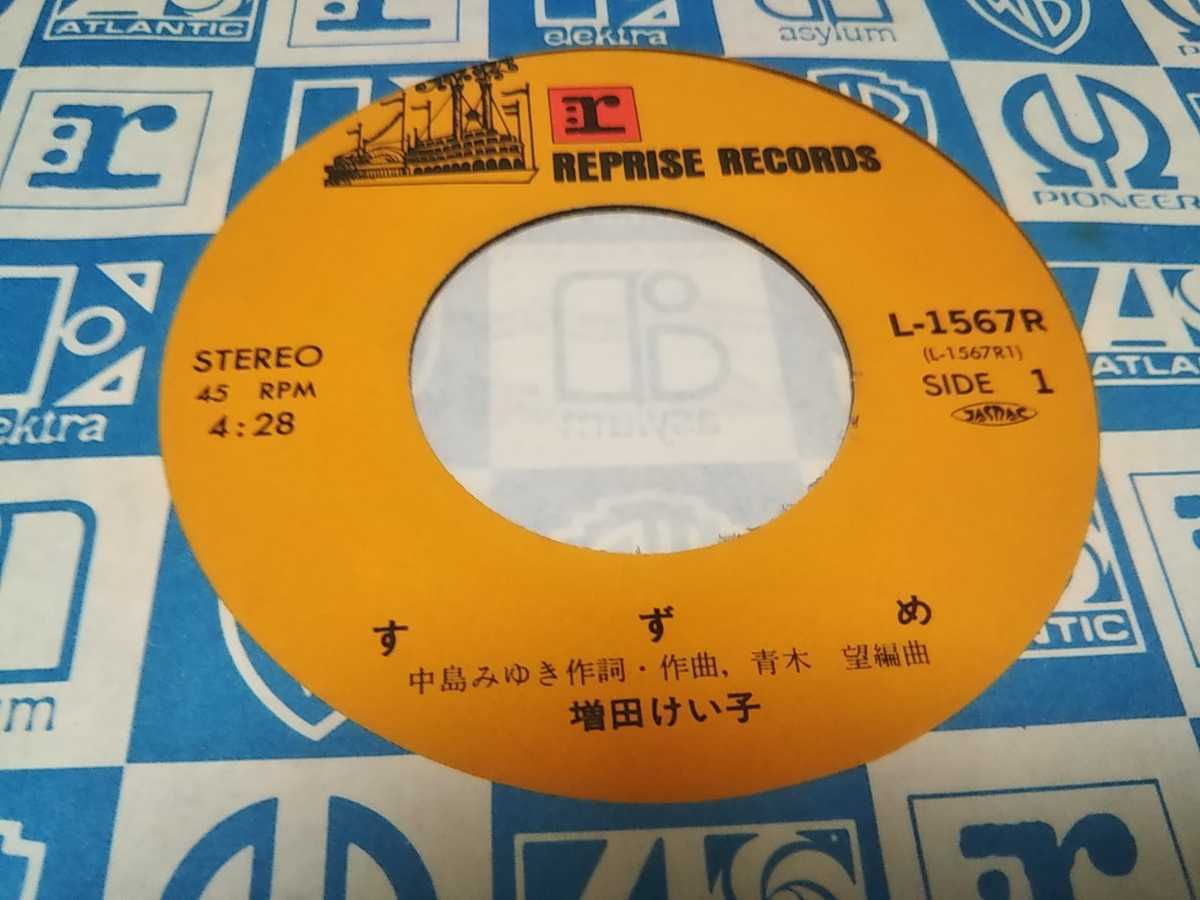 ATLANTIC
elektra
asylum
PIONEER
r
REPRISE RECORDS
STEREO
45 RPM
4:28
L-1567R
(L-1567R1)
SIDE 1
JASRAC
elektra
ATLANTIC
asylum
すずめ
中島みゆき作詞・作曲, 青木 望編曲
増田けい子